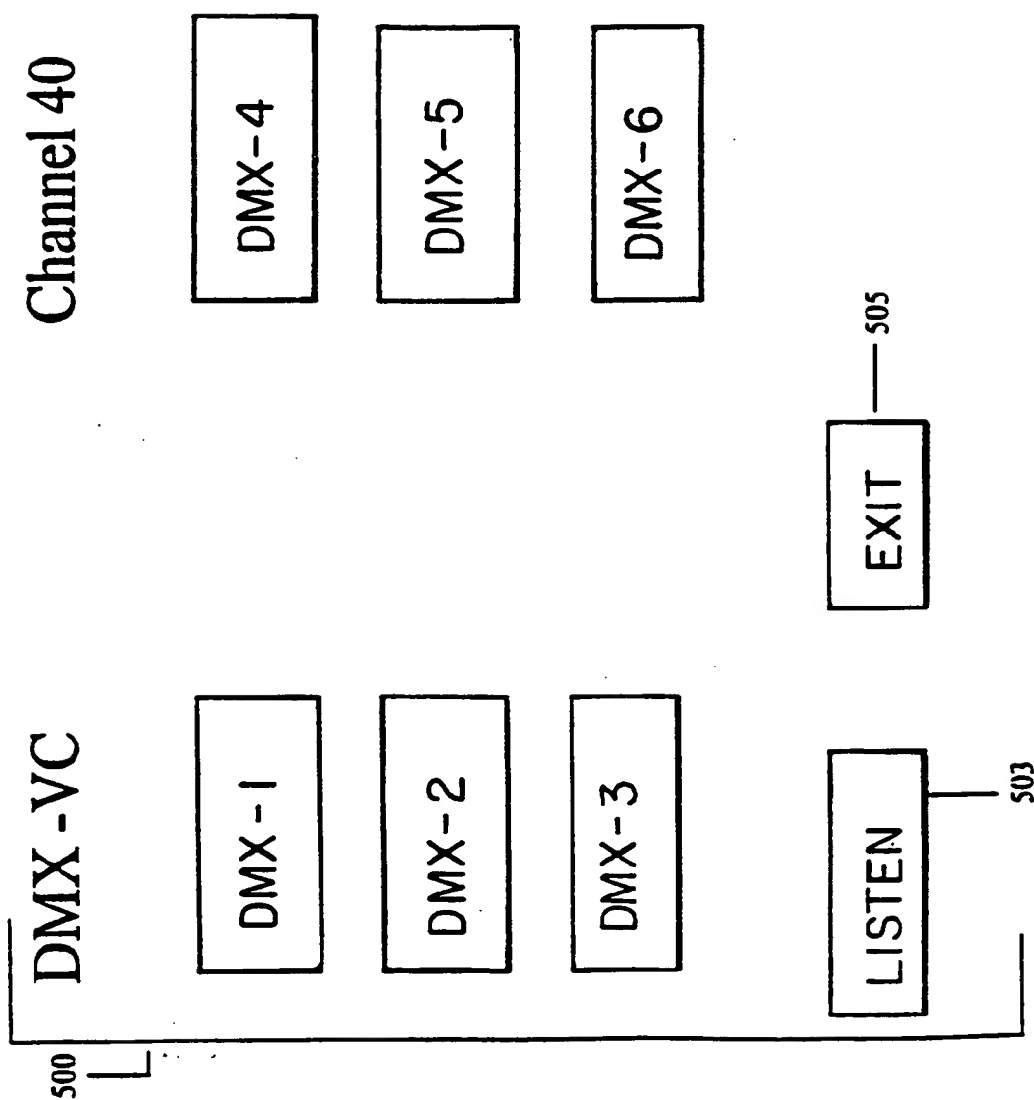 500
DMX-VC Channel 40
DMX-1 DMX-4
DMX-2 DMX-5
DMX-3 DMX-6
LISTEN EXIT 505
503